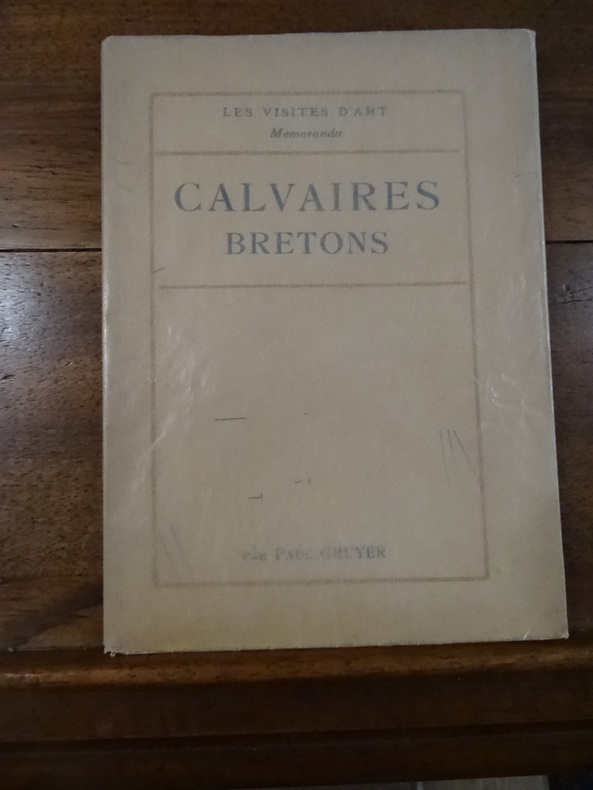 LES VISITES D'ART
Memoranda
CALVAIRES
BRETONS
PAR PAUL GRUYER